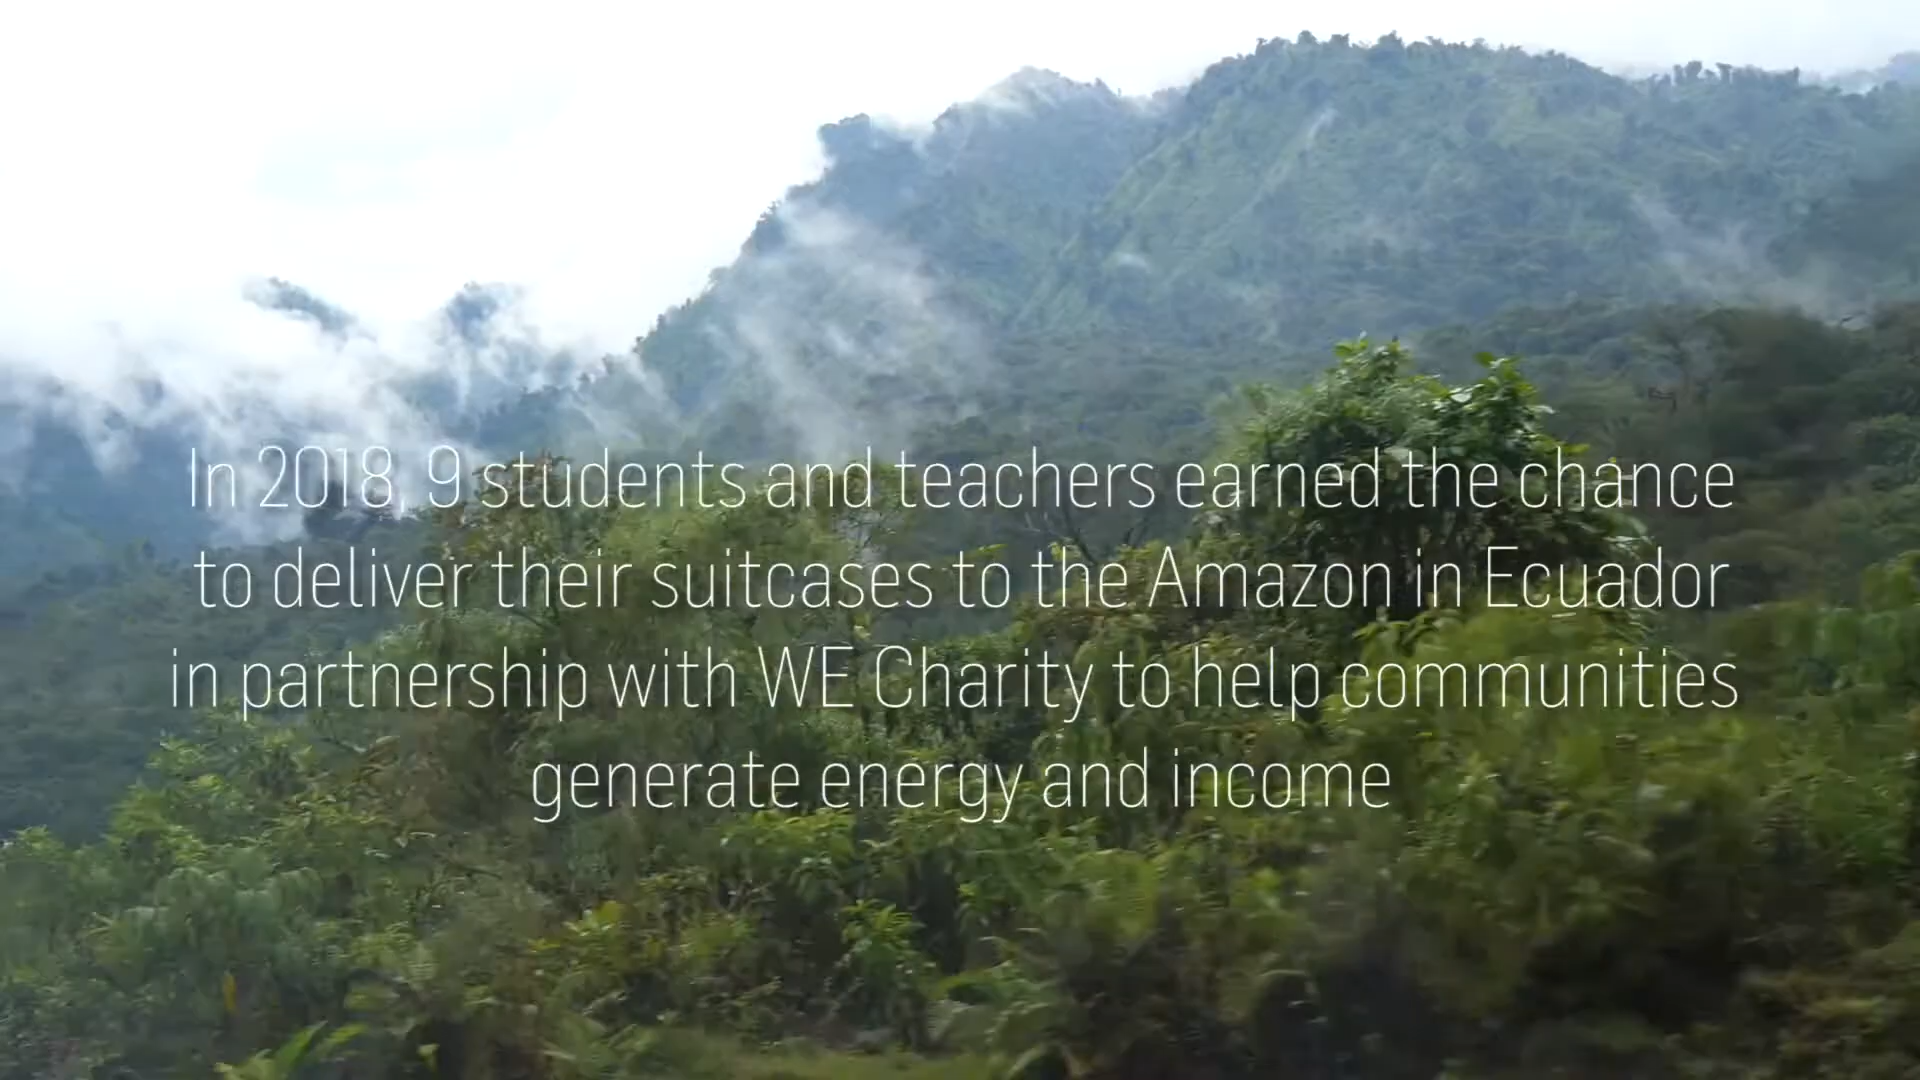 In 2018, 9 students and teachers earned the chance
to deliver their suitcases to the Amazon in Ecuador
in partnership with WE Charity to help communities
generate energy and income